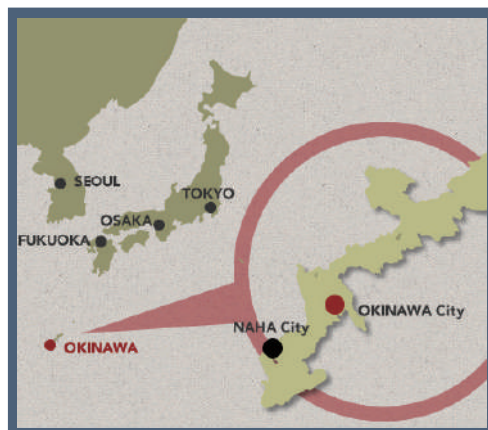 SEOUL
TOKYO
OSAKA
FUKUOKA
OKINAWA City
NAHA City
OKINAWA